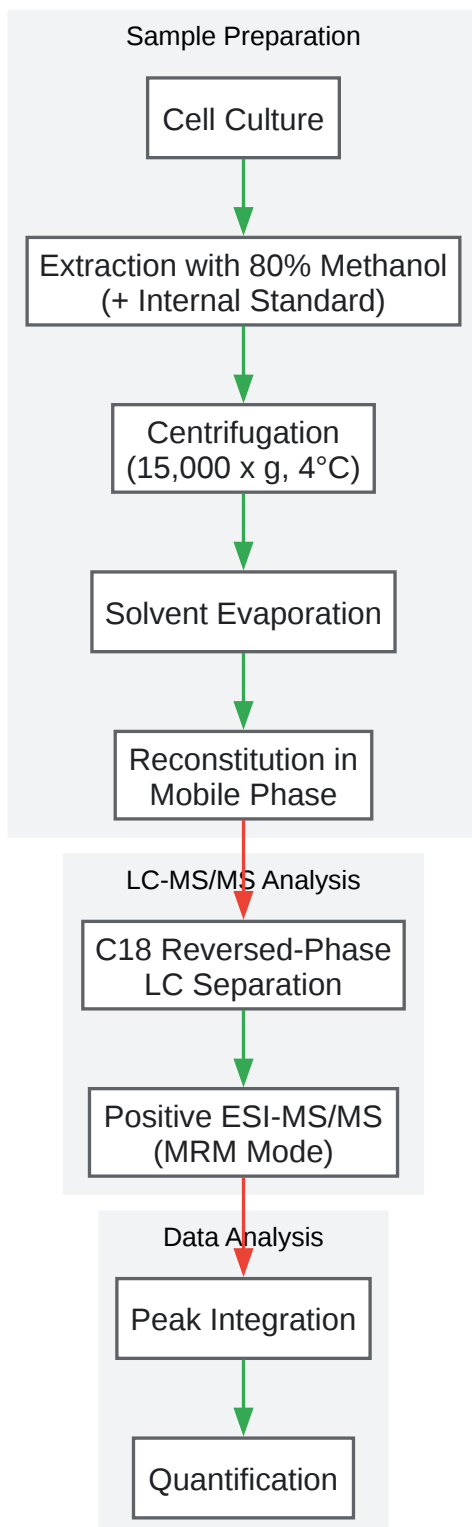 Sample Preparation
Cell Culture
Extraction with 80% Methanol
(+ Internal Standard)
Centrifugation
(15,000 x g, 4°C)
Solvent Evaporation
Reconstitution in
Mobile Phase
LC-MS/MS Analysis
C18 Reversed-Phase
LC Separation
Positive ESI-MS/MS
(MRM Mode)
Data Analysis
Peak Integration
Quantification